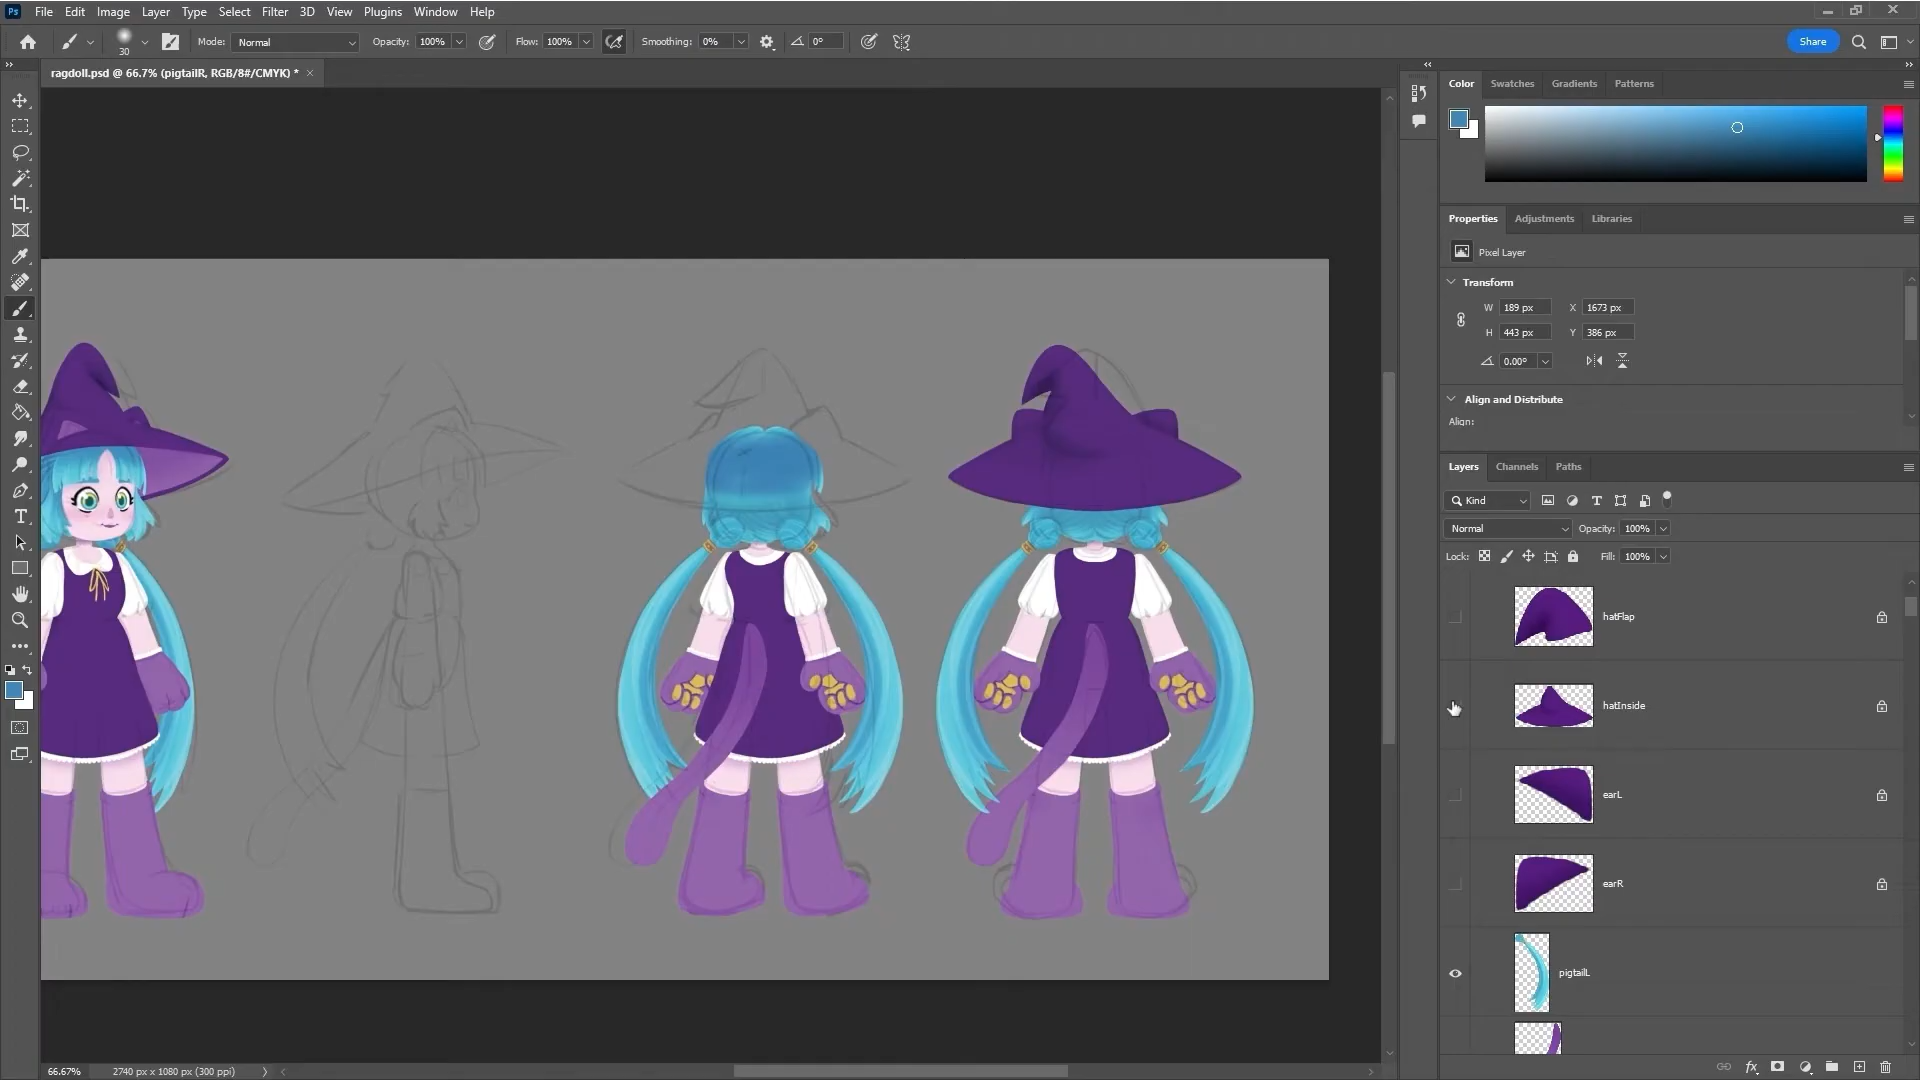 Ps File Edit Image Layer Type Select Filter 3D View Plugins Window Help
30 Mode: Normal Opacity: 100% Flow: 100% Smoothing: 0% 0° Share
ragdoll.psd @ 66.7% (pigtailR, RGB/8#/CMYK) * ×
Color Swatches Gradients Patterns
Properties Adjustments Libraries
Pixel Layer
Transform
W 189 px X 1673 px
H 443 px Y 386 px
0.00°
Align and Distribute
Align:
Layers Channels Paths
Kind
Normal Opacity: 100%
Lock: Fill: 100%
hatFlap
hatInside
earL
earR
pigtailL
66.67% 2740 px x 1080 px (300 ppi)